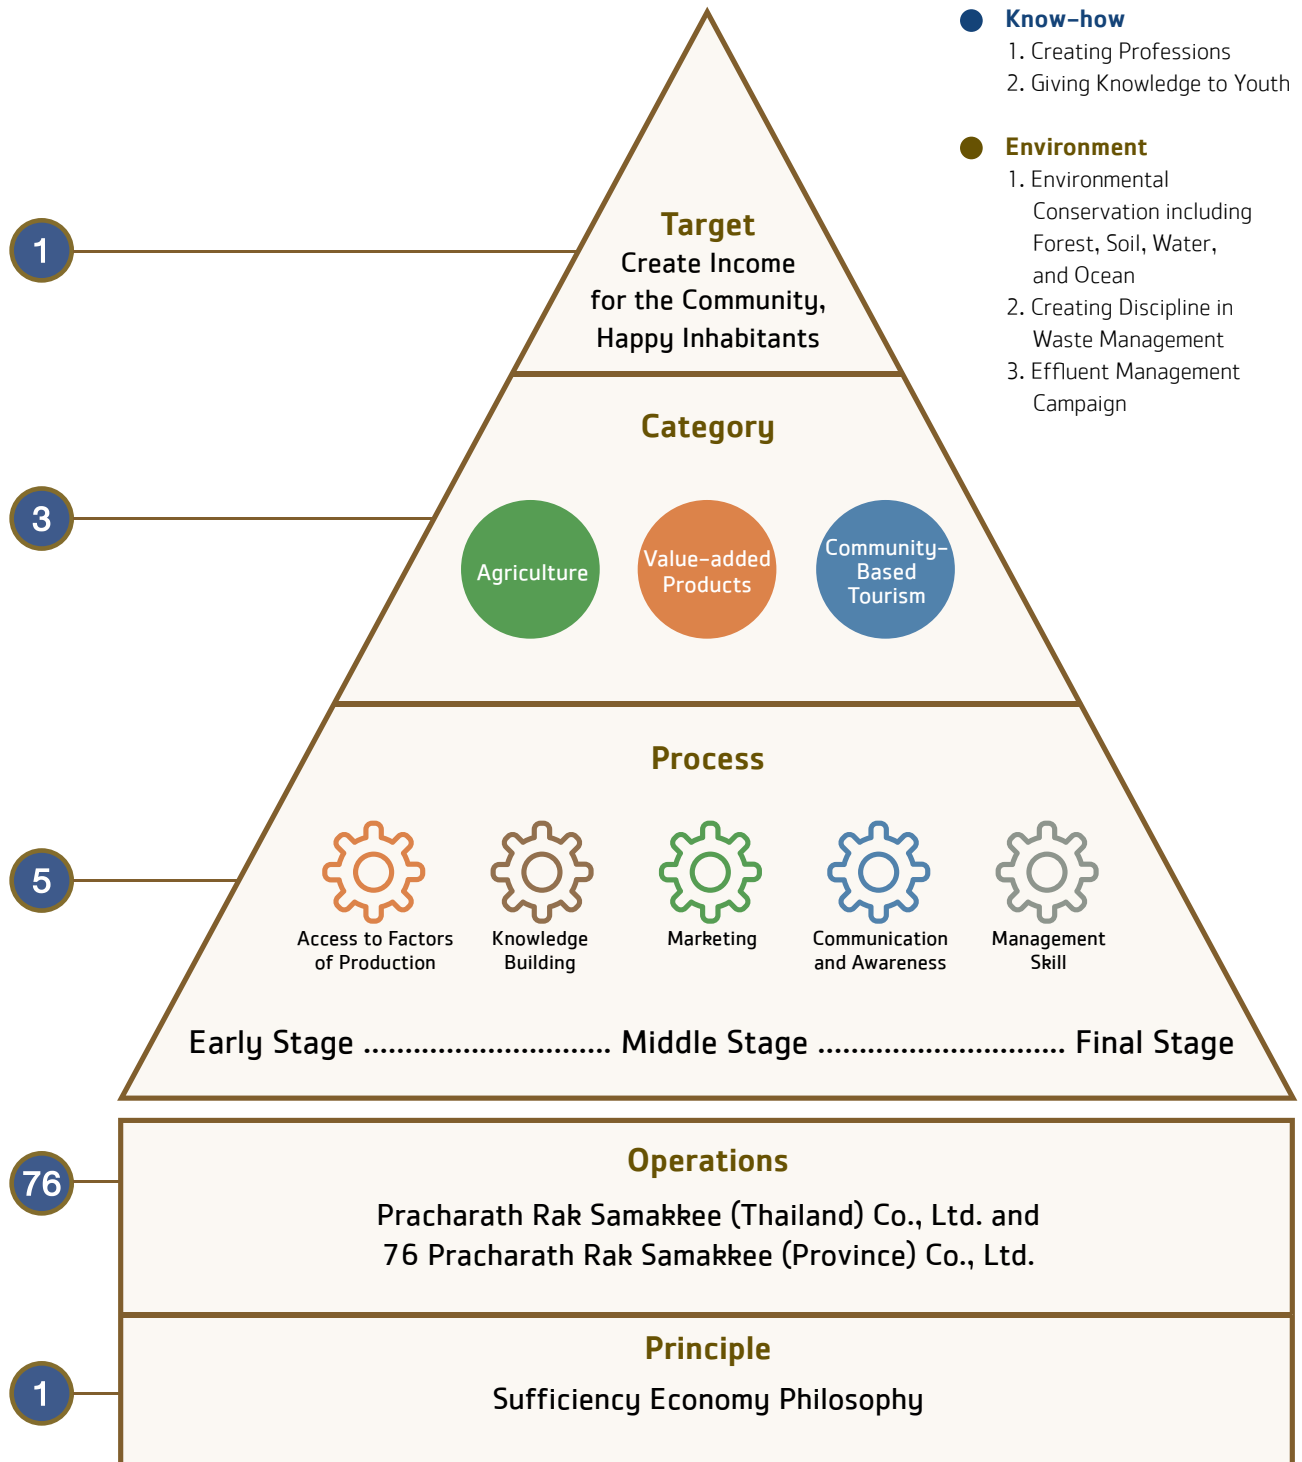 Know-how
1. Creating Professions
2. Giving Knowledge to Youth
Environment
1. Environmental
Conservation including
Forest, Soil, Water,
and Ocean
2. Creating Discipline in
Waste Management
3. Effluent Management
Campaign
1
Target
Create Income
for the Community,
Happy Inhabitants
3
Category
Agriculture
Value-added
Products
Community-
Based
Tourism
5
Process
Access to Factors
of Production
Knowledge
Building
Marketing
Communication
and Awareness
Management
Skill
Early Stage .............................. Middle Stage .............................. Final Stage
76
Operations
Pracharath Rak Samakkee (Thailand) Co., Ltd. and
76 Pracharath Rak Samakkee (Province) Co., Ltd.
1
Principle
Sufficiency Economy Philosophy